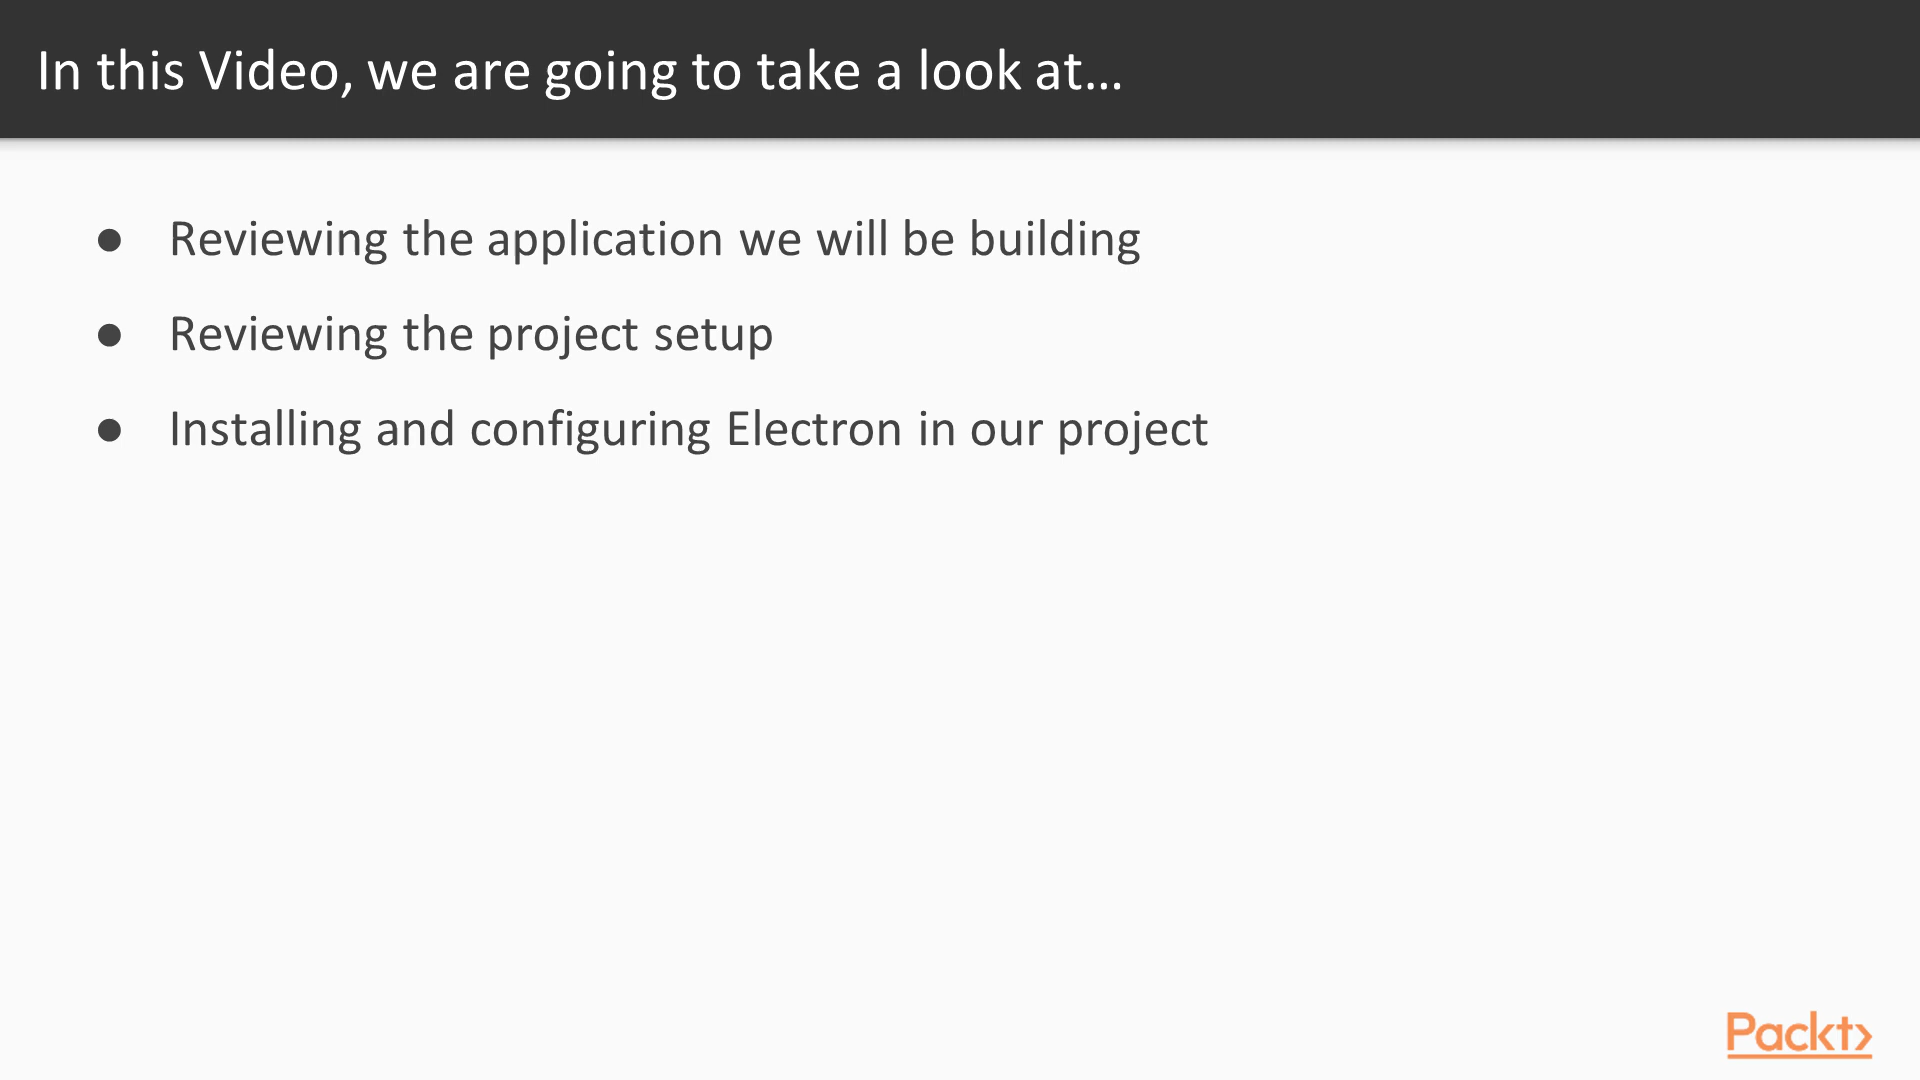 In this Video, we are going to take a look at...
● Reviewing the application we will be building
● Reviewing the project setup
● Installing and configuring Electron in our project
Packt>